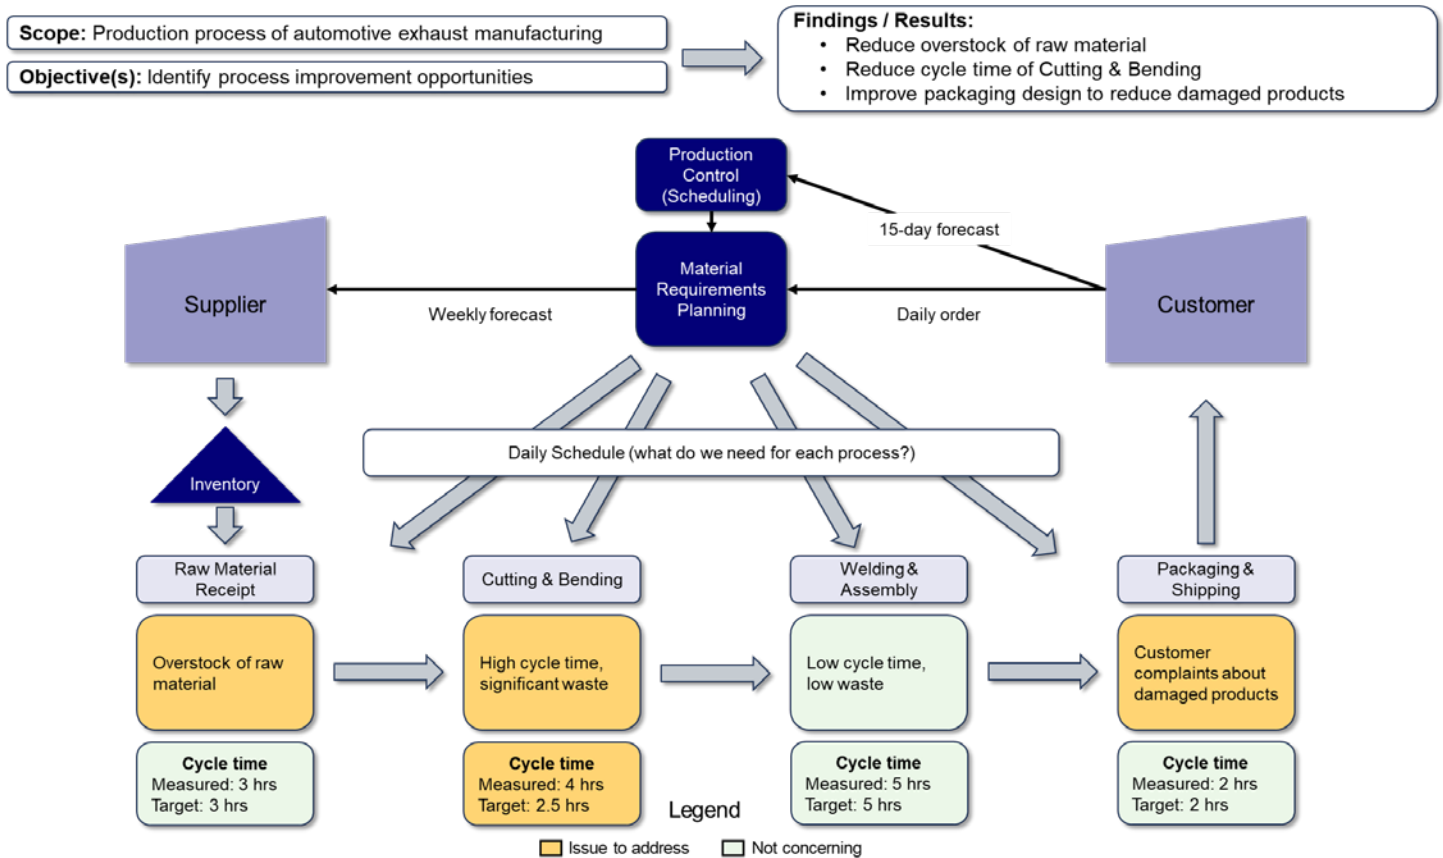 Scope: Production process of automotive exhaust manufacturing
Objective(s): Identify process improvement opportunities
Findings / Results:
• Reduce overstock of raw material
• Reduce cycle time of Cutting & Bending
• Improve packaging design to reduce damaged products
Production
Control
(Scheduling)
15-day forecast
Supplier
Material
Requirements
Planning
Customer
Weekly forecast
Daily order
Daily Schedule (what do we need for each process?)
Inventory
Raw Material
Receipt
Cutting & Bending
Welding &
Assembly
Packaging &
Shipping
Overstock of raw
material
High cycle time,
significant waste
Low cycle time,
low waste
Customer
complaints about
damaged products
Cycle time
Measured: 3 hrs
Target: 3 hrs
Cycle time
Measured: 4 hrs
Target: 2.5 hrs
Cycle time
Measured: 5 hrs
Target: 5 hrs
Cycle time
Measured: 2 hrs
Target: 2 hrs
Legend
Issue to address
Not concerning